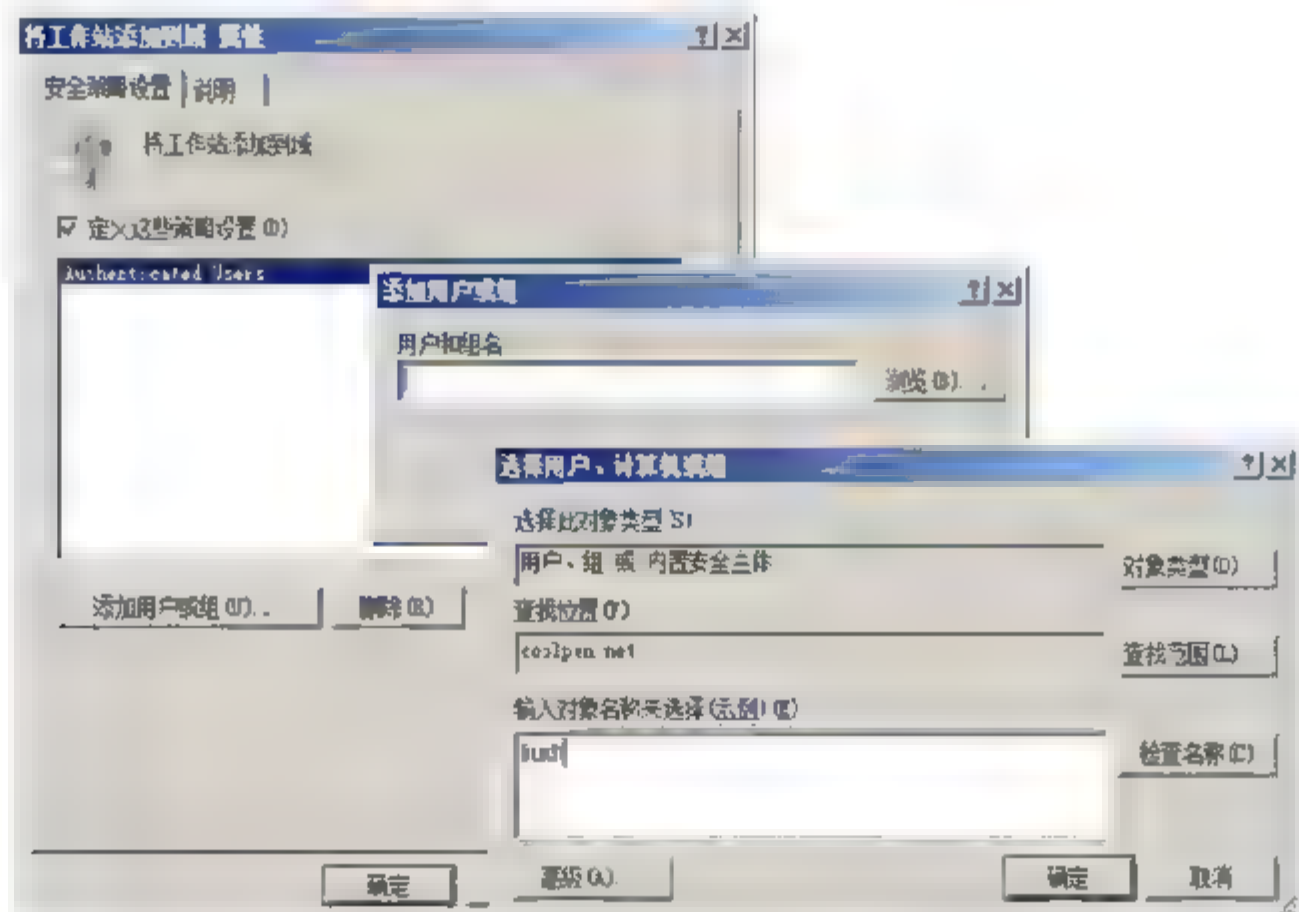 将工作站添加到域 属性
安全策略设置 说明
将工作站添加到域
定义这些策略设置(D)
Authenticated Users
添加用户或组(U)...
删除(R)
确定
添加用户或组
用户和组名
浏览(B)...
选择用户、计算机或组
选择此对象类型(S)
用户、组 或 内置安全主体
对象类型(O)
查找位置(F)
coolpen.net
查找范围(L)
输入对象名称来选择(示例)(E)
检查名称(C)
高级(A)
确定
取消